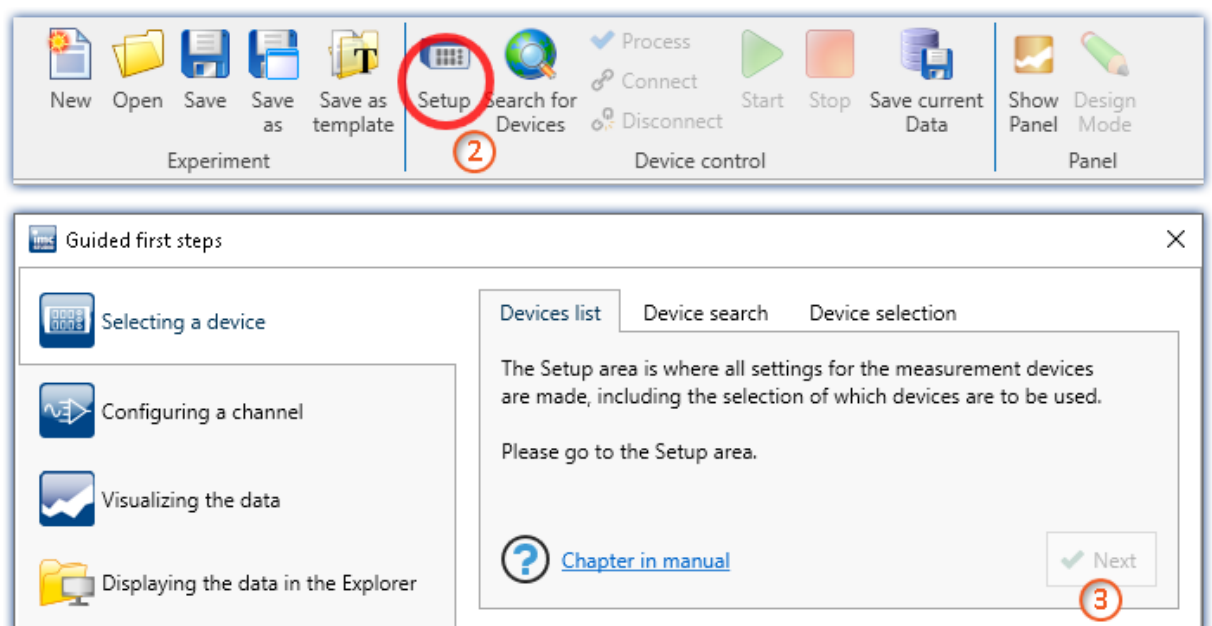 New
Open
Save
Save as
Save as template
Setup
Search for Devices
Process
Connect
Disconnect
Start
Stop
Save current Data
Show Panel
Design Mode
Experiment
2
Device control
Panel
imc
Guided first steps
Selecting a device
Configuring a channel
Visualizing the data
Displaying the data in the Explorer
Devices list
Device search
Device selection
The Setup area is where all settings for the measurement devices
are made, including the selection of which devices are to be used.
Please go to the Setup area.
?
Chapter in manual
Next
3